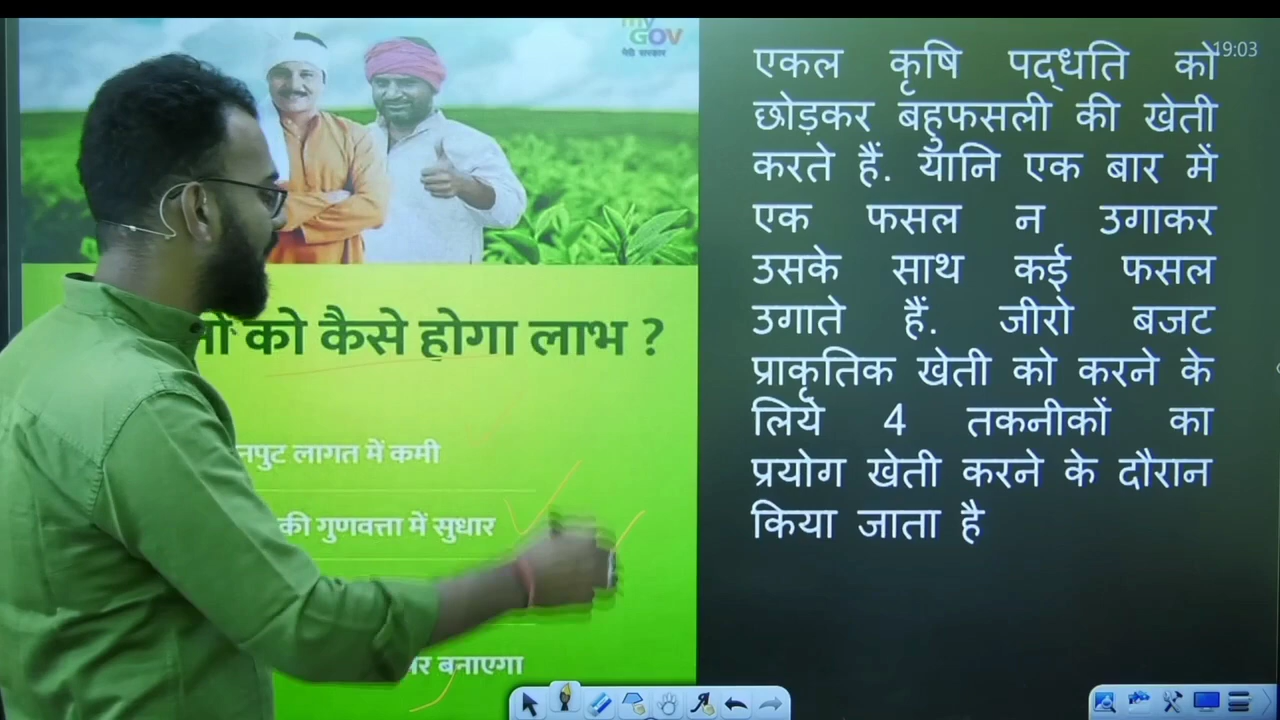 my
GOV
मेरी सरकार
को कैसे होगा लाभ ?
लागत में कमी
की गुणवत्ता में सुधार
बनाएगा
19:03
एकल कृषि पद्धति को
छोड़कर बहुफसली की खेती
करते हैं. यानि एक बार में
एक फसल न उगाकर
उसके साथ कई फसल
उगाते हैं. जीरो बजट
प्राकृतिक खेती को करने के
लिये 4 तकनीकों का
प्रयोग खेती करने के दौरान
किया जाता है